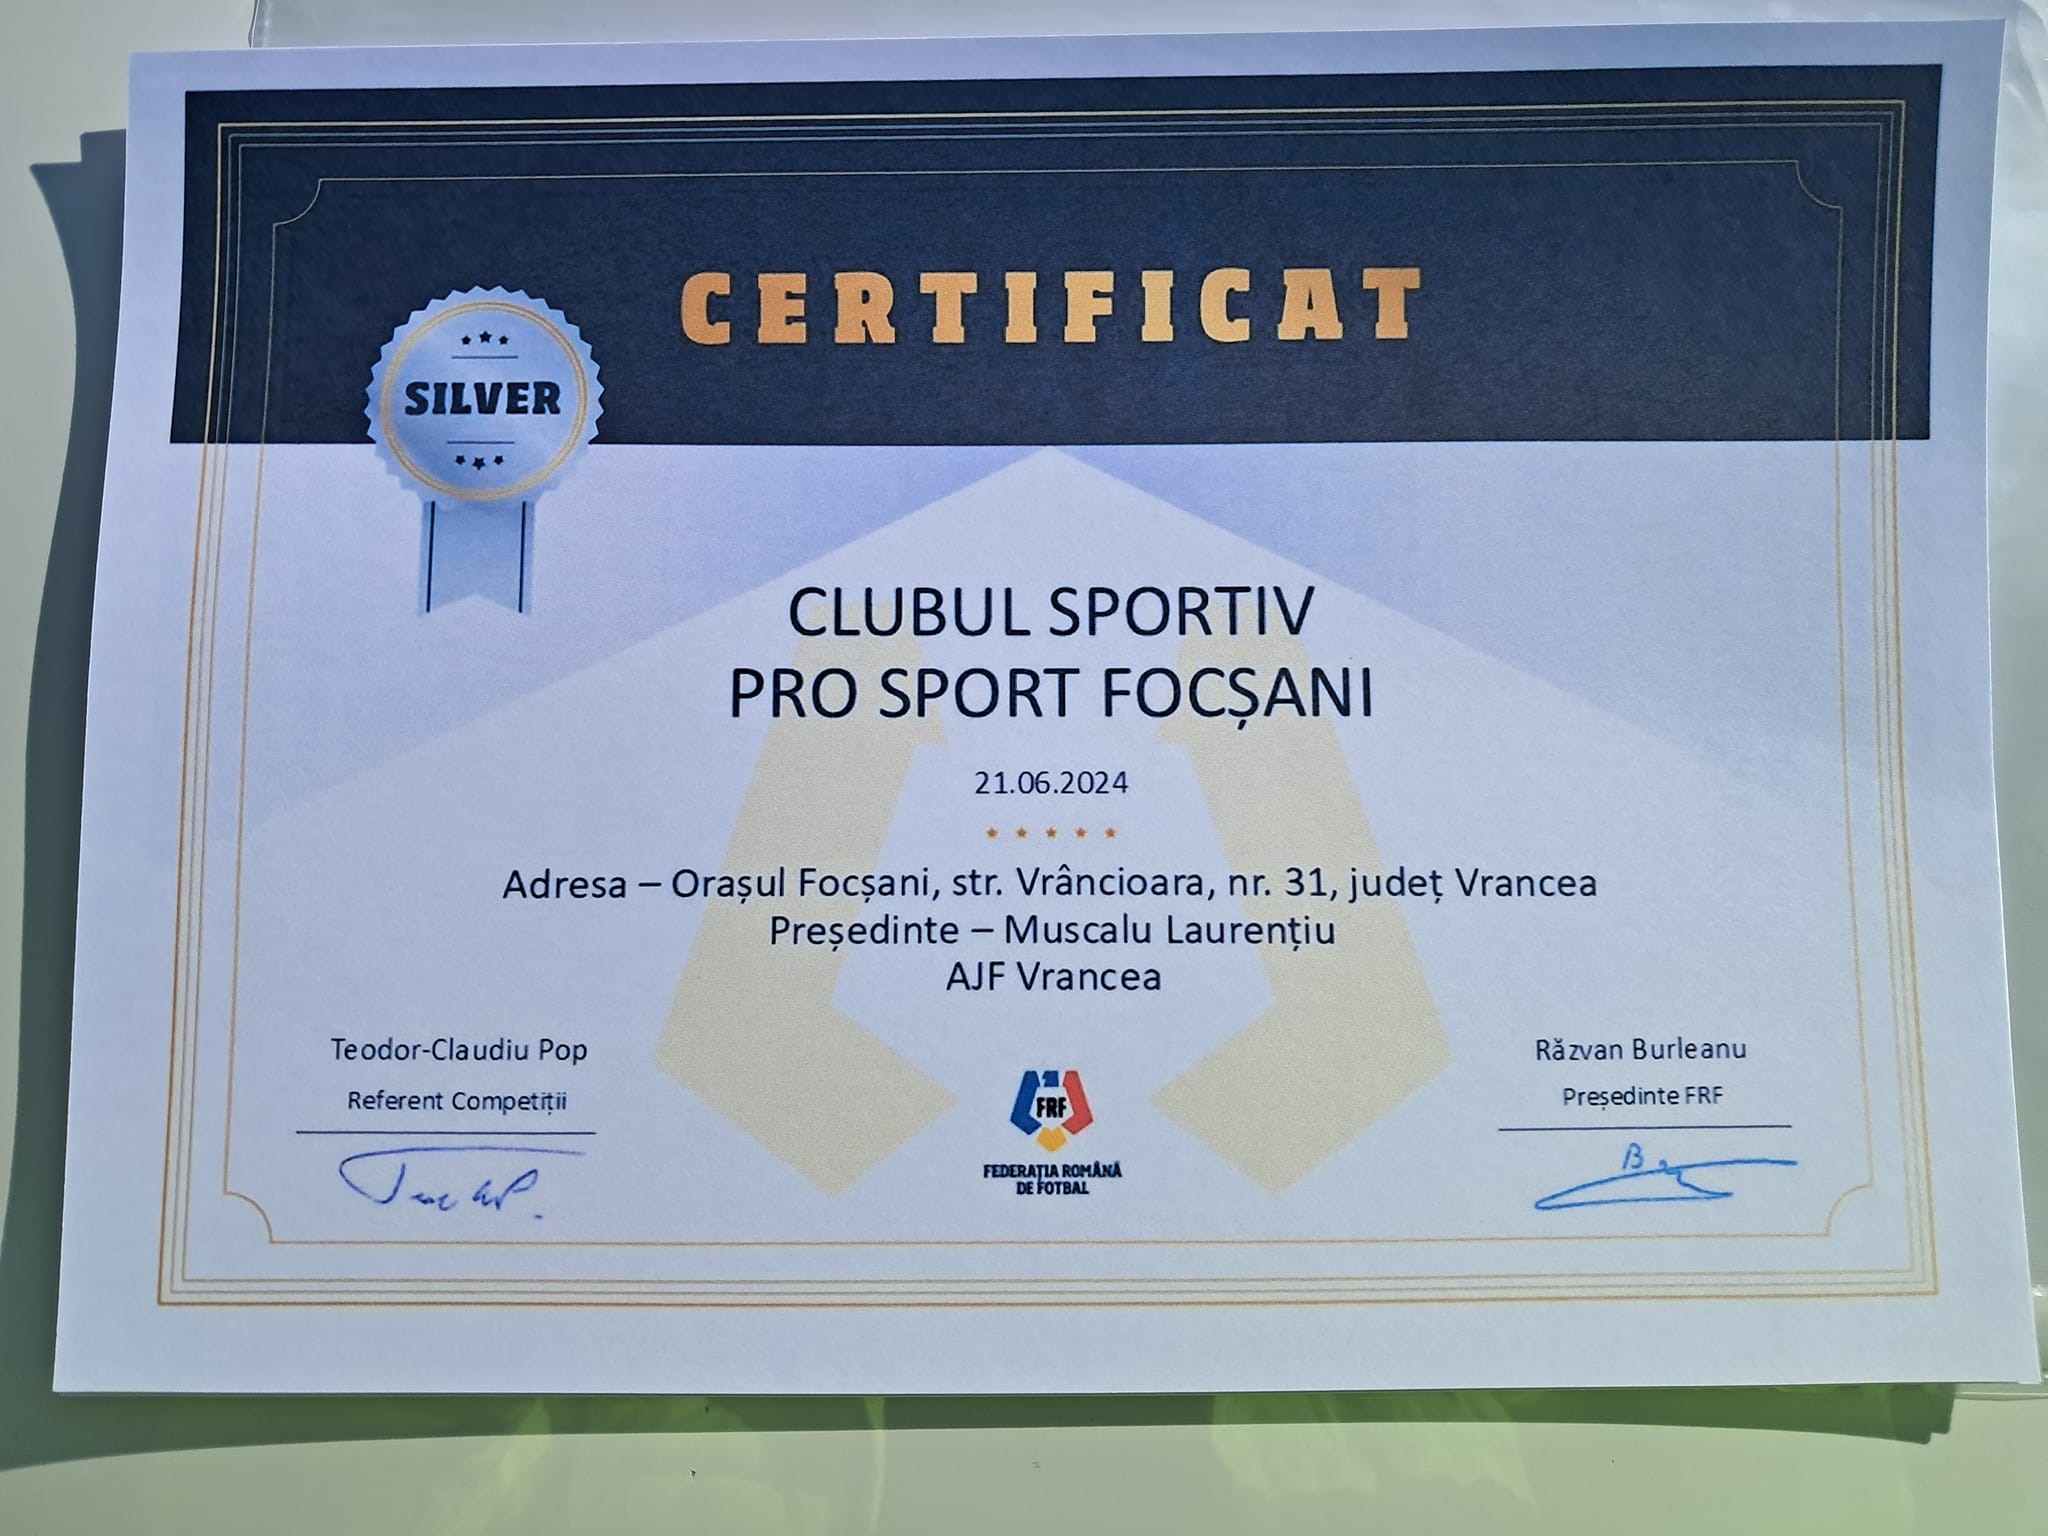 CERTIFICAT
SILVER
CLUBUL SPORTIV
PRO SPORT FOCȘANI
21.06.2024
Adresa – Orașul Focșani, str. Vrâncioara, nr. 31, județ Vrancea
Președinte – Muscalu Laurențiu
AJF Vrancea
Teodor-Claudiu Pop
Referent Competiții
Răzvan Burleanu
Președinte FRF
FRF
FEDERAȚIA ROMÂNĂ
DE FOTBAL